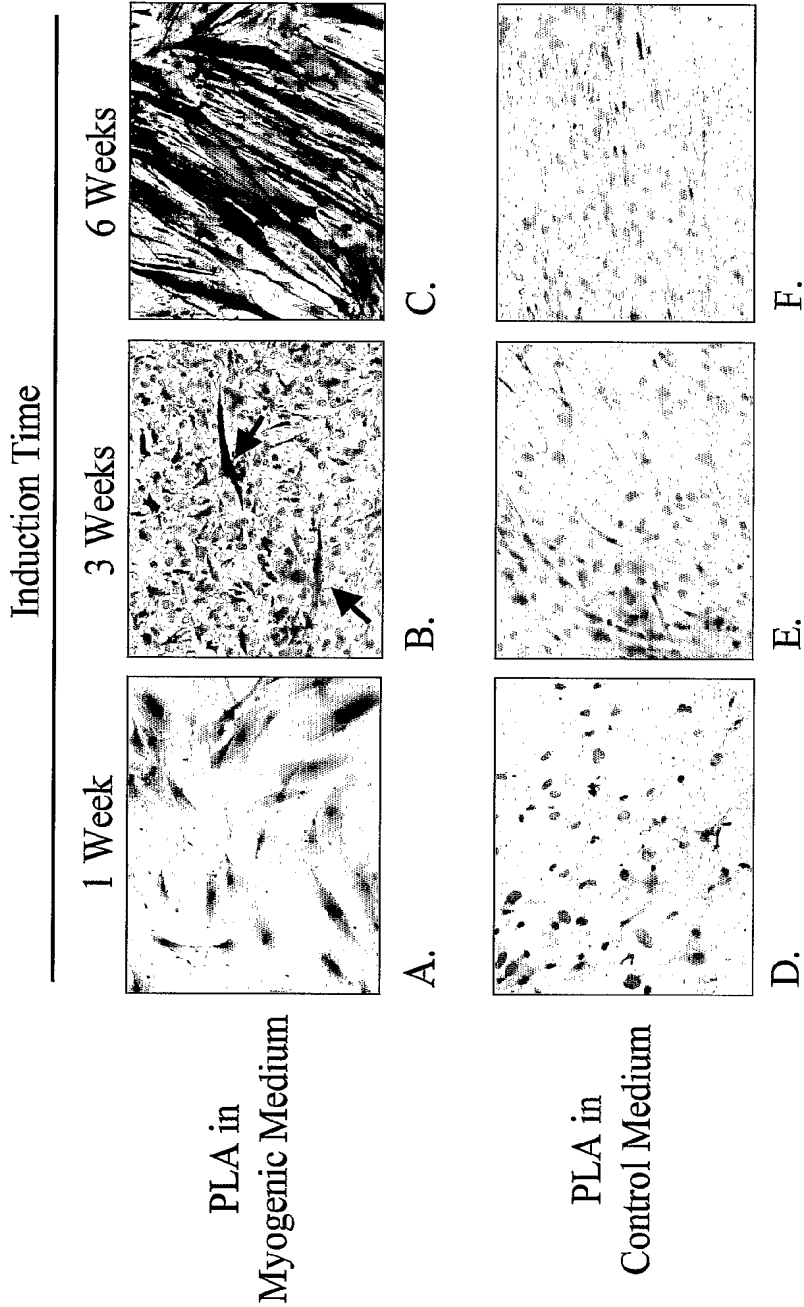 Induction Time
1 Week
3 Weeks
6 Weeks
PLA in
Myogenic Medium
A.
B.
C.
PLA in
Control Medium
D.
E.
F.